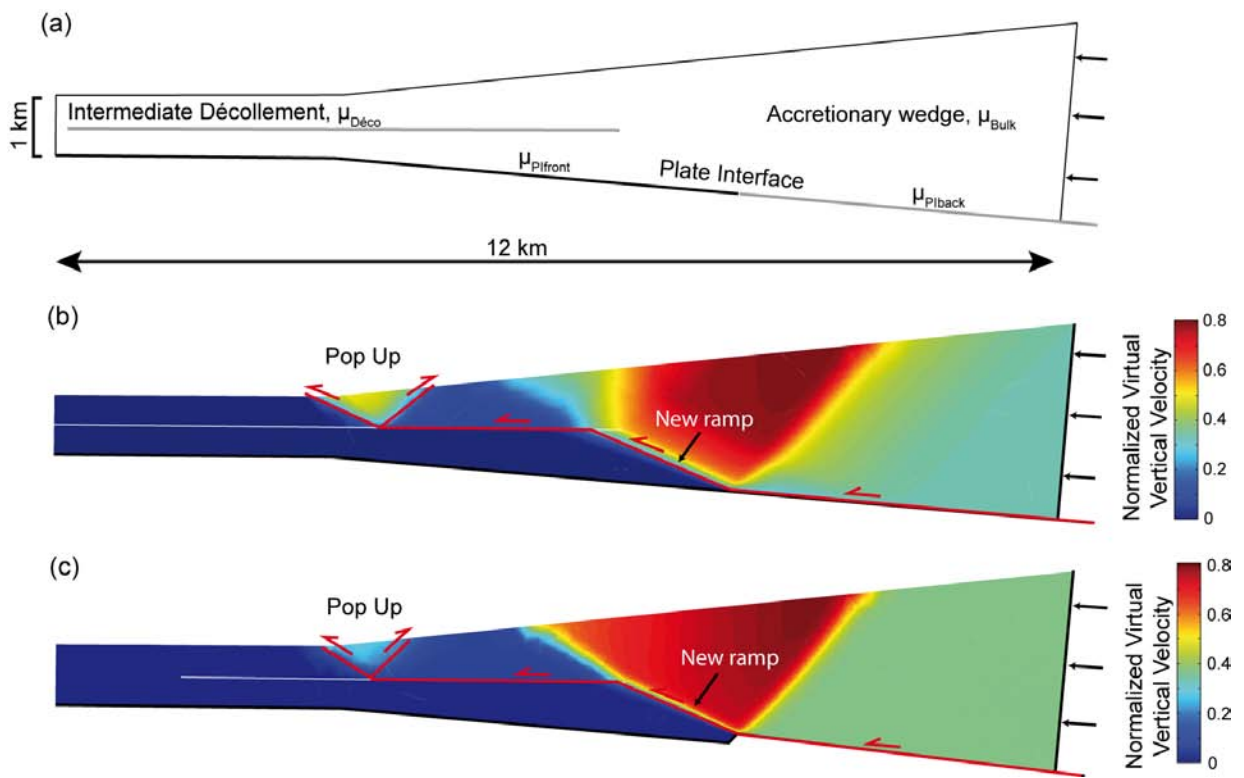 (a)
1 km
Intermediate Décollement, μDéco
Accretionary wedge, μBulk
μPIfront
Plate Interface
μPIback
12 km
(b)
Pop Up
New ramp
Normalized Virtual
Vertical Velocity
0.8
0.6
0.4
0.2
0
(c)
Pop Up
New ramp
Normalized Virtual
Vertical Velocity
0.8
0.6
0.4
0.2
0